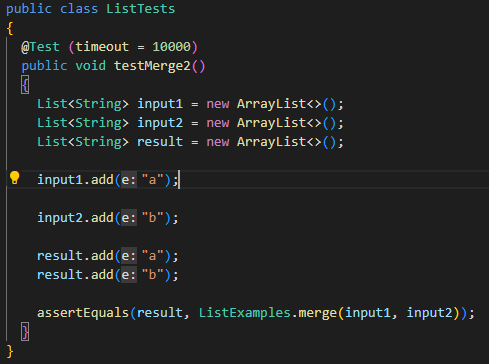 public class ListTests
{
@Test (timeout = 10000)
public void testMerge2()
{
List<String> input1 = new ArrayList<>();
List<String> input2 = new ArrayList<>();
List<String> result = new ArrayList<>();
input1.add(e: "a");
input2.add(e: "b");
result.add(e: "a");
result.add(e: "b");
assertEquals(result, ListExamples.merge(input1, input2));
}
}